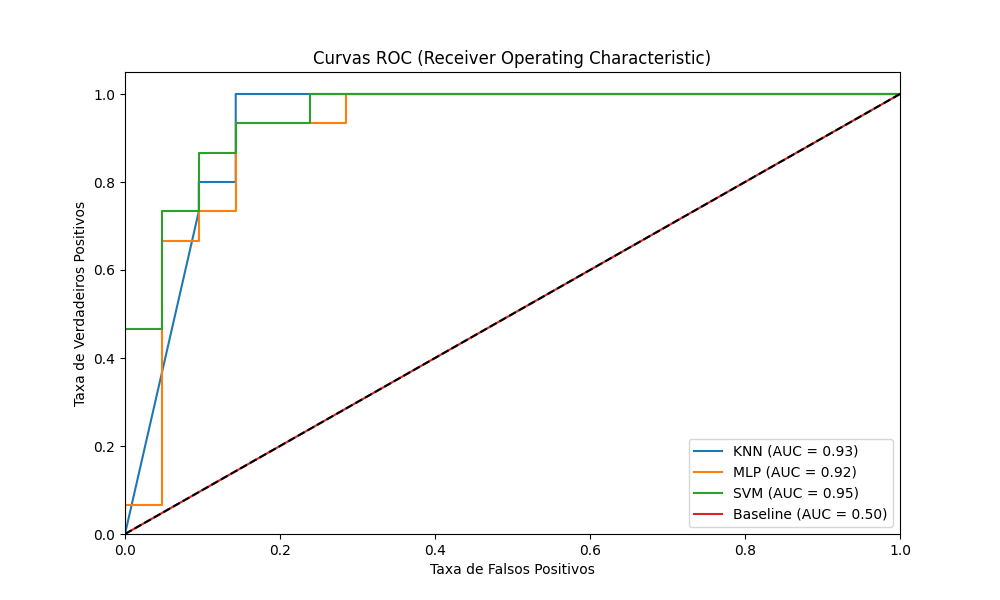 Curvas ROC (Receiver Operating Characteristic)
1.0
0.8
0.6
0.4
0.2
0.0
Taxa de Verdadeiros Positivos
KNN (AUC = 0.93)
MLP (AUC = 0.92)
SVM (AUC = 0.95)
Baseline (AUC = 0.50)
0.0 0.2 0.4 0.6 0.8 1.0
Taxa de Falsos Positivos